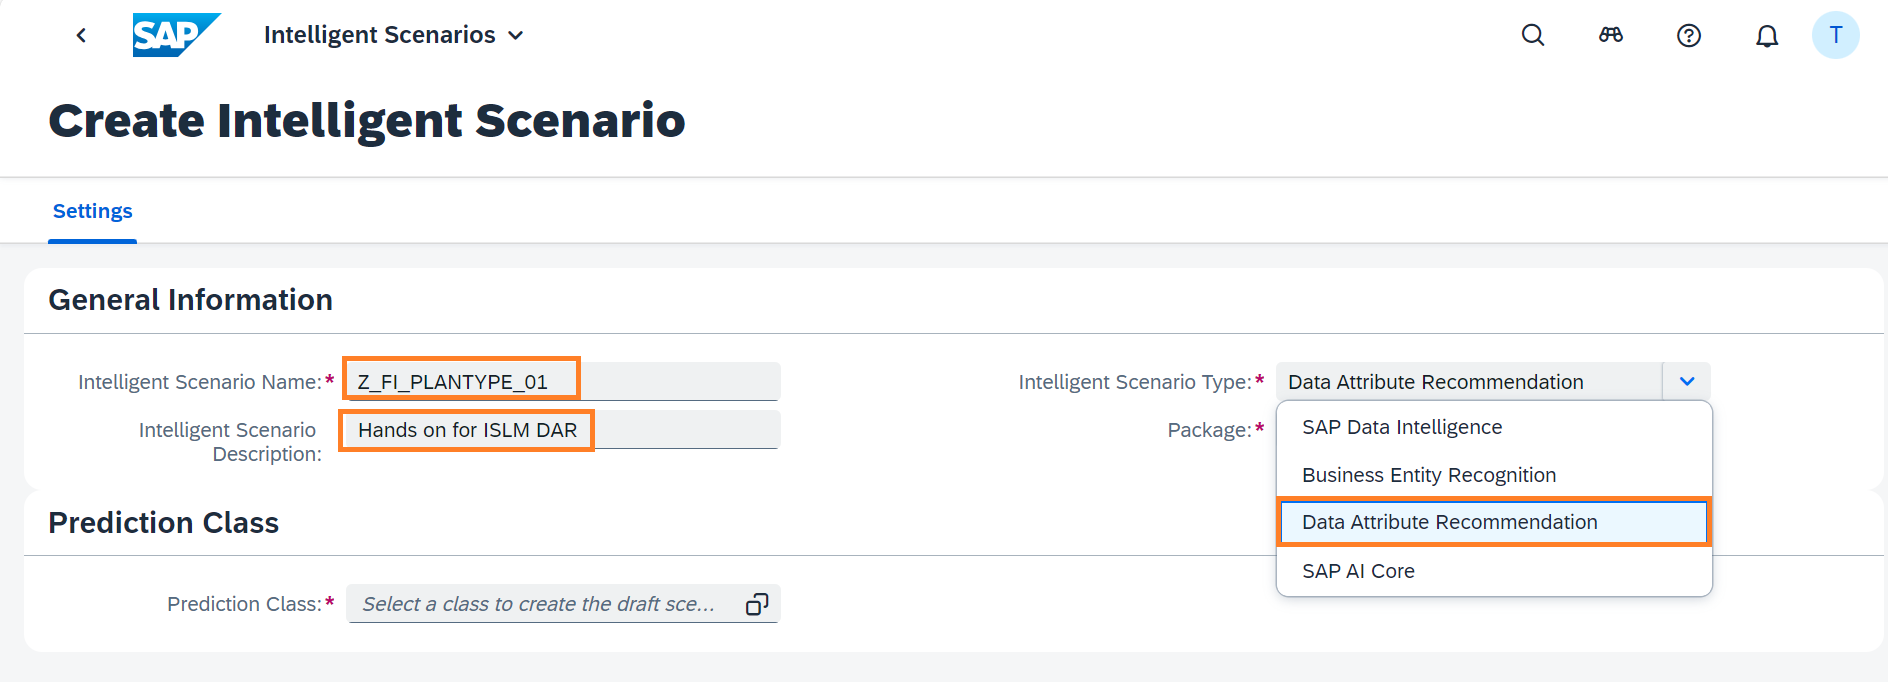 SAP Intelligent Scenarios T
Create Intelligent Scenario
Settings
General Information
Intelligent Scenario Name:* Z_FI_PLANTYPE_01
Intelligent Scenario Description: Hands on for ISLM DAR
Intelligent Scenario Type:* Data Attribute Recommendation
Package:*
SAP Data Intelligence
Business Entity Recognition
Data Attribute Recommendation
SAP AI Core
Prediction Class
Prediction Class:* Select a class to create the draft sce...